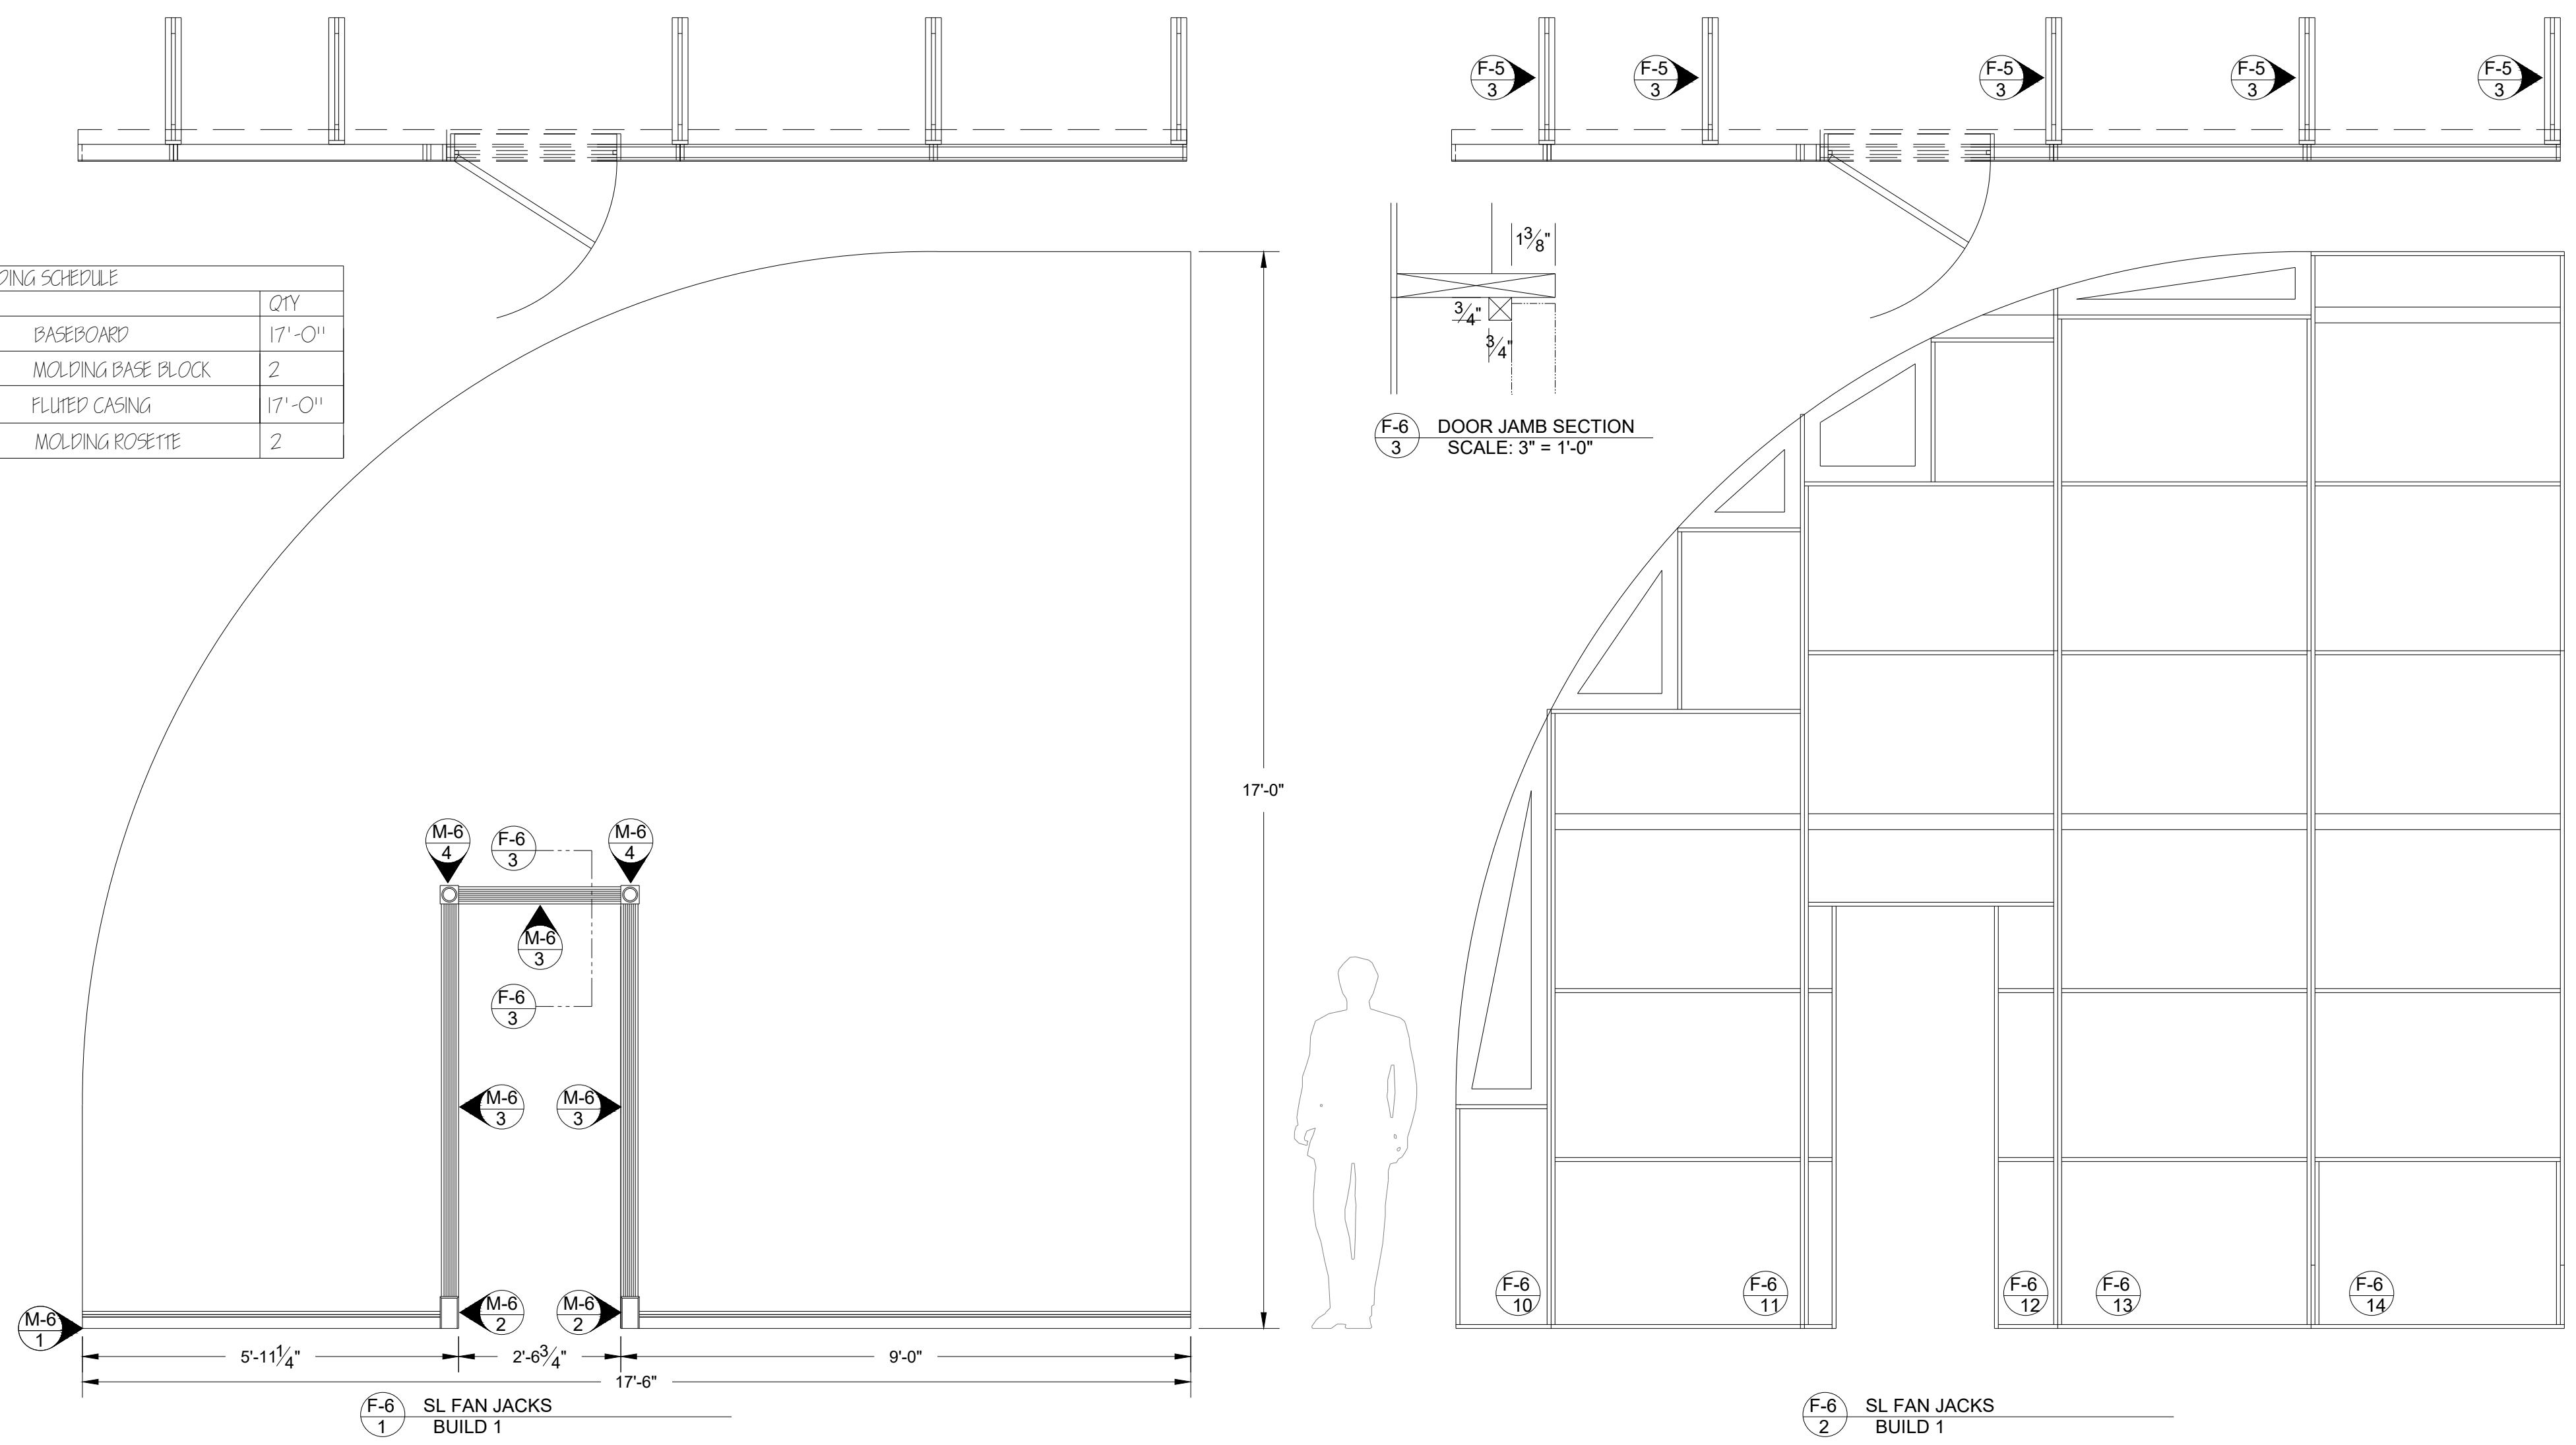 F-5
3
F-5
3
F-5
3
F-5
3
F-5
3
DING SCHEDULE
QTY
BASEBOARD 17'-0"
MOLDING BASE BLOCK 2
FLUTED CASING 17'-0"
MOLDING ROSETTE 2
1 3/8"
3/4"
3/4"
F-6
3
DOOR JAMB SECTION
SCALE: 3" = 1'-0"
17'-0"
M-6
4
F-6
3
M-6
4
M-6
3
F-6
3
M-6
3
M-6
3
M-6
2
M-6
2
M-6
1
F-6
10
F-6
11
F-6
12
F-6
13
F-6
14
5'-11 1/4"
2'-6 3/4"
9'-0"
17'-6"
F-6
1
SL FAN JACKS
BUILD 1
F-6
2
SL FAN JACKS
BUILD 1